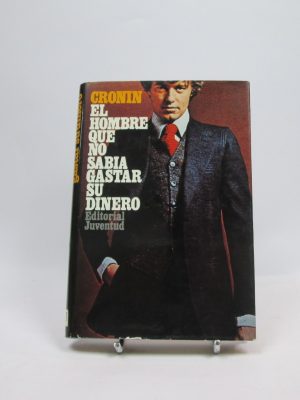 CRONIN
EL
HOMBRE
QUE
NO
SABIA
GASTAR
SU
DINERO
Editorial
Juventud